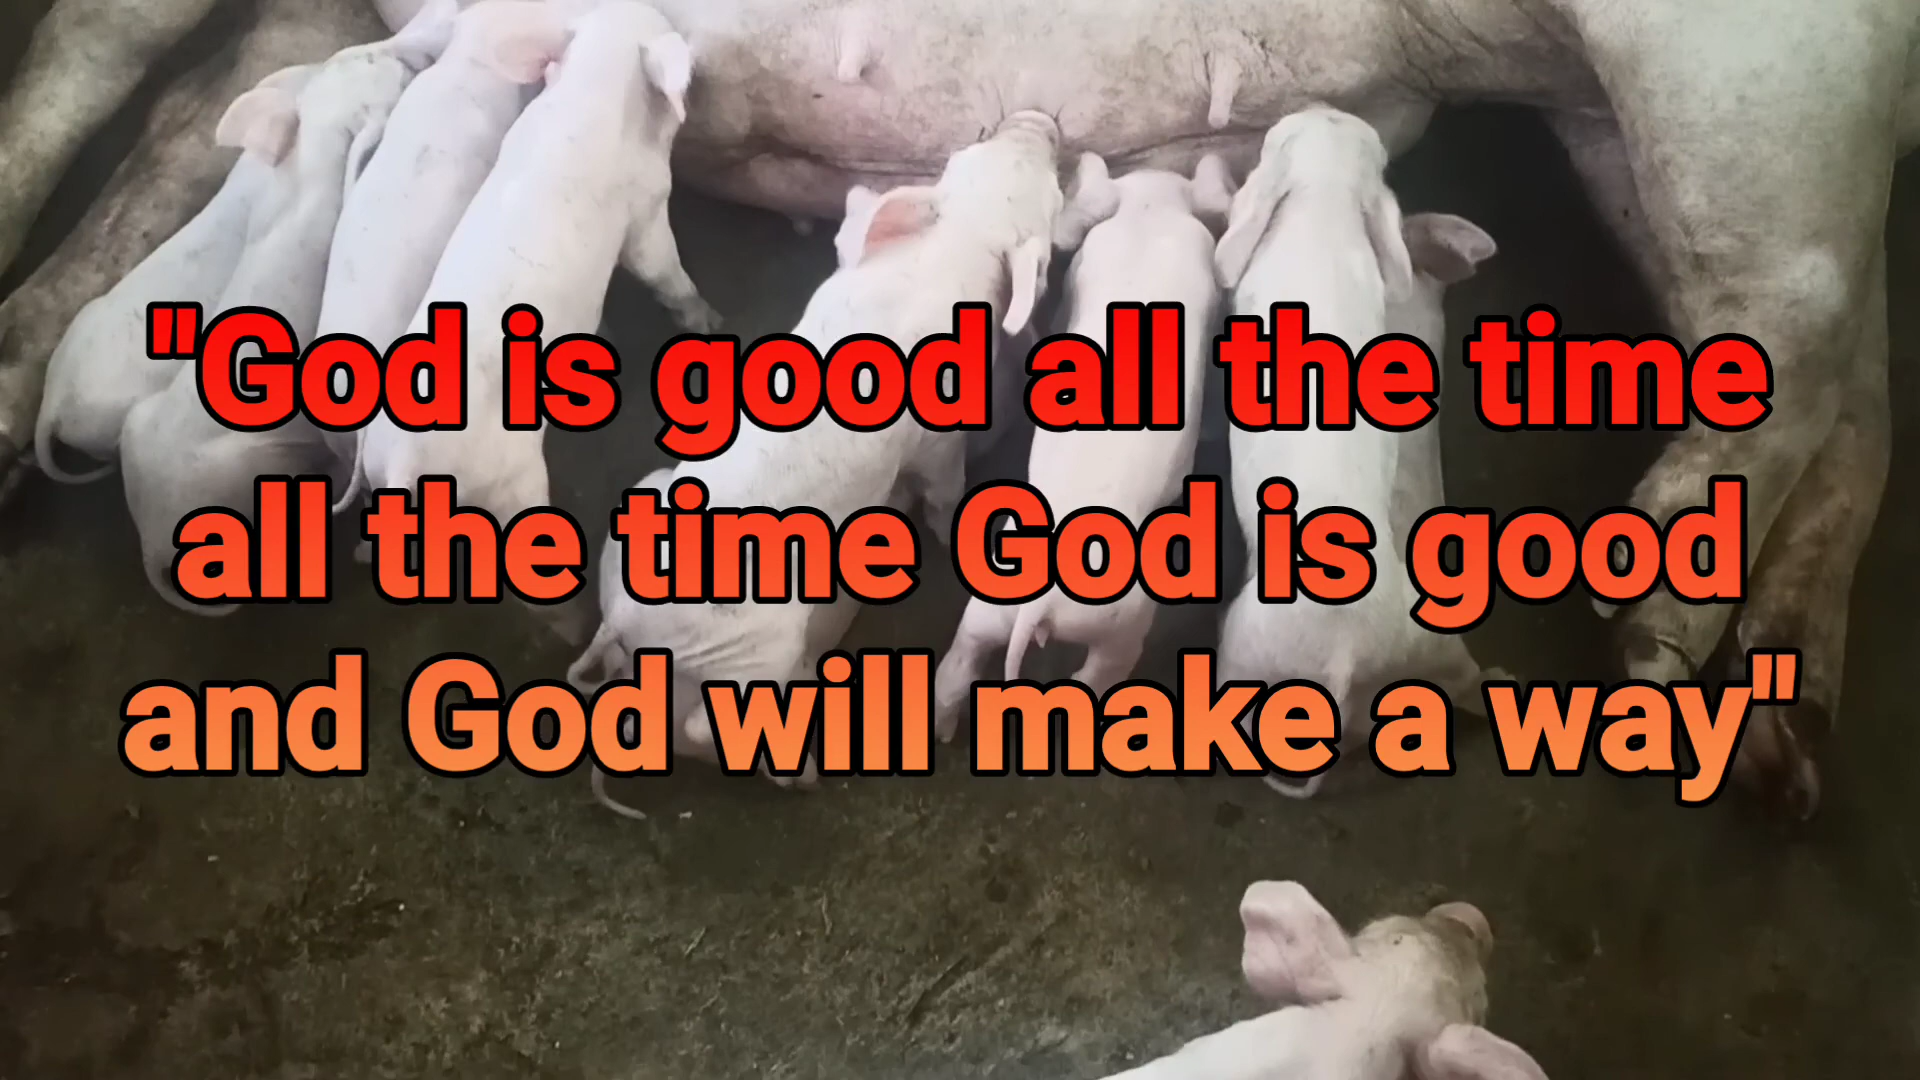 "God is good all the time
all the time God is good
and God will make a way"